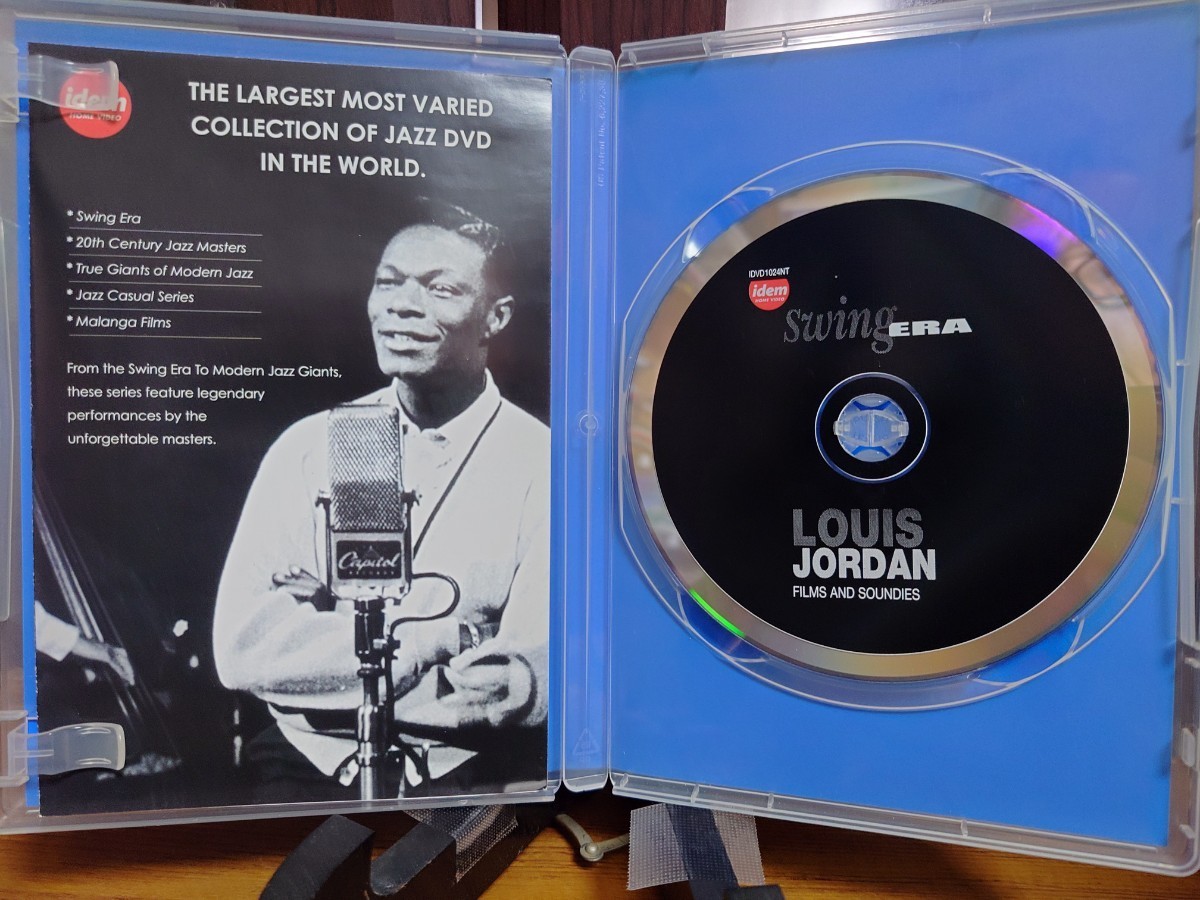 idem
HOME VIDEO
THE LARGEST MOST VARIED
COLLECTION OF JAZZ DVD
IN THE WORLD.
* Swing Era
* 20th Century Jazz Masters
* True Giants of Modern Jazz
* Jazz Casual Series
* Malanga Films
From the Swing Era To Modern Jazz Giants,
these series feature legendary
performances by the
unforgettable masters.
Capitol
RECORDS
IDVD1024NT
idem
HOME VIDEO
swing ERA
LOUIS
JORDAN
FILMS AND SOUNDIES